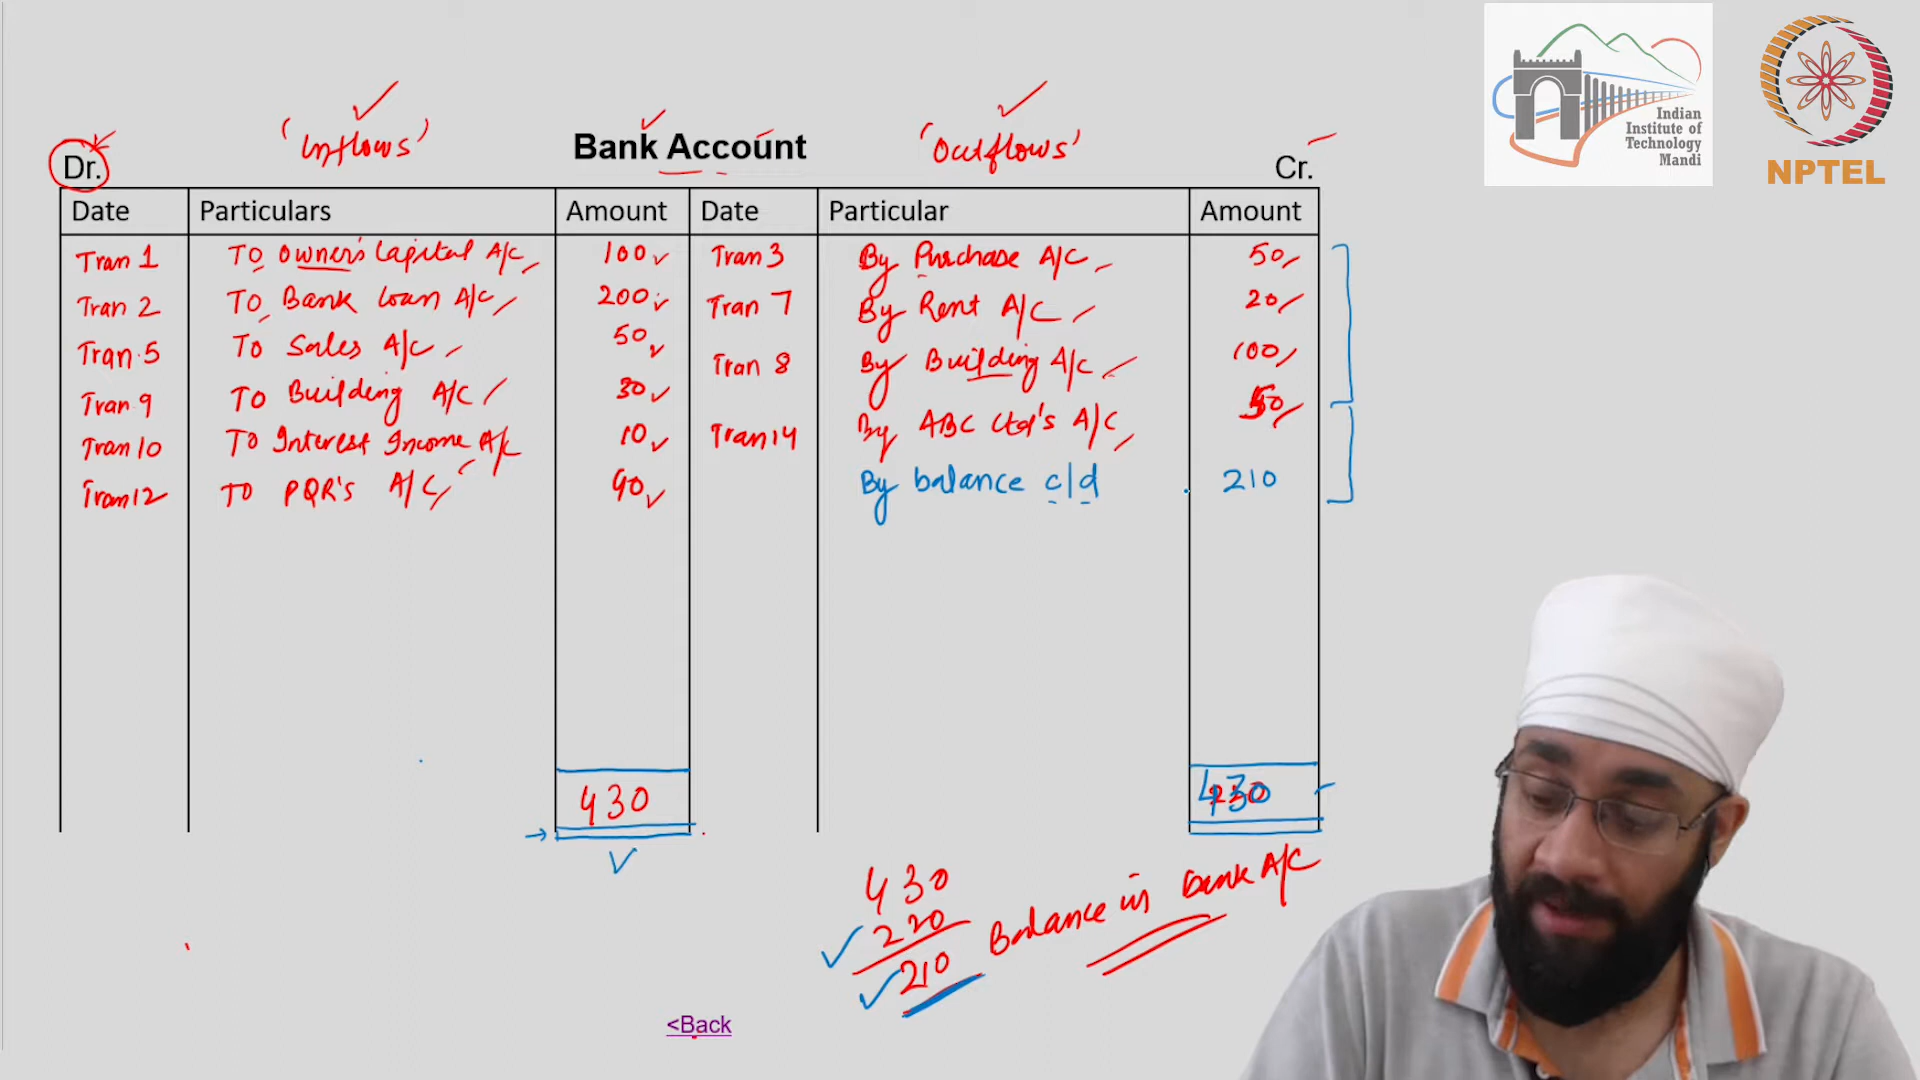 Indian
Institute of
Technology
Mandi
NPTEL
'Inflows'
Bank Account
'Outflows'
Dr.
Cr.
Date Particulars Amount Date Particular Amount
Tran 1 To Owner's Capital A/C 100 Tran 3 By Purchase A/C 50
Tran 2 To Bank loan A/C 200 Tran 7 By Rent A/C 20
Tran 5 To Sales A/C 50 Tran 8 By Building A/C 100
Tran 9 To Building A/C 30 Tran 14 By ABC Ltd's A/C 50
Tran 10 To Interest Income A/C 10 By balance c/d 210
Tran 12 To PQR's A/C 40
430 430
430
220
210 Balance in bank A/C
<Back